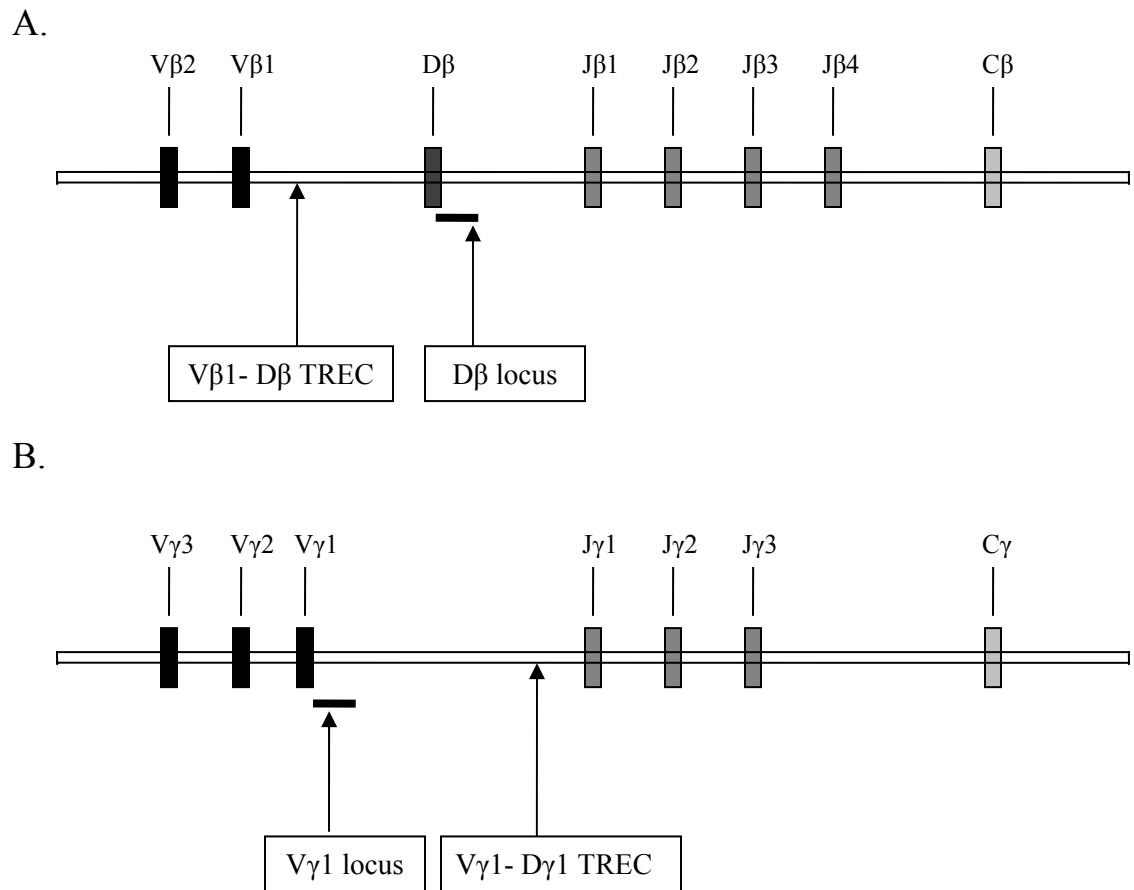 A.
Vβ2 Vβ1 Dβ Jβ1 Jβ2 Jβ3 Jβ4 Cβ
Vβ1- Dβ TREC Dβ locus
B.
Vγ3 Vγ2 Vγ1 Jγ1 Jγ2 Jγ3 Cγ
Vγ1 locus Vγ1- Dγ1 TREC